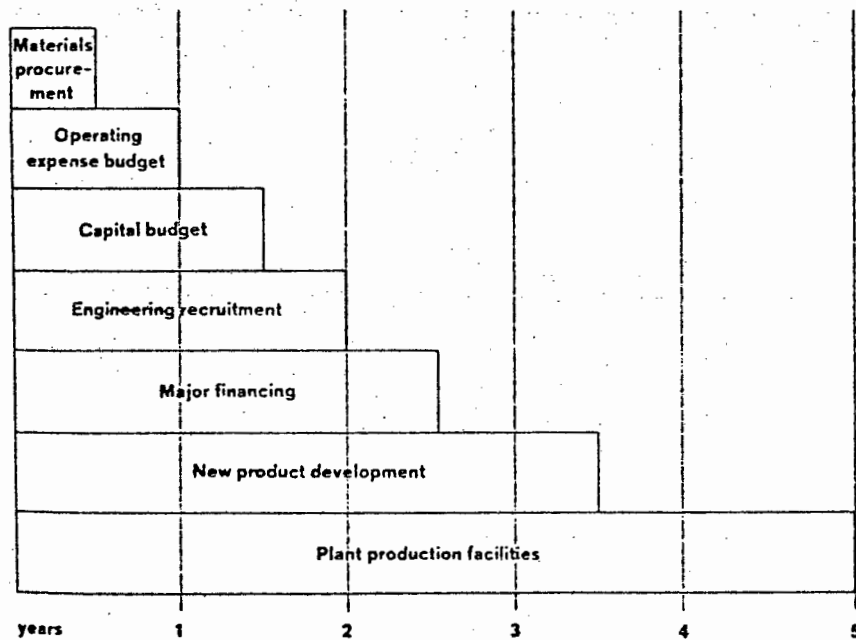 Materials
procure-
ment
Operating
expense budget
Capital budget
Engineering recruitment
Major financing
New product development
Plant production facilities
years 1 2 3 4 5